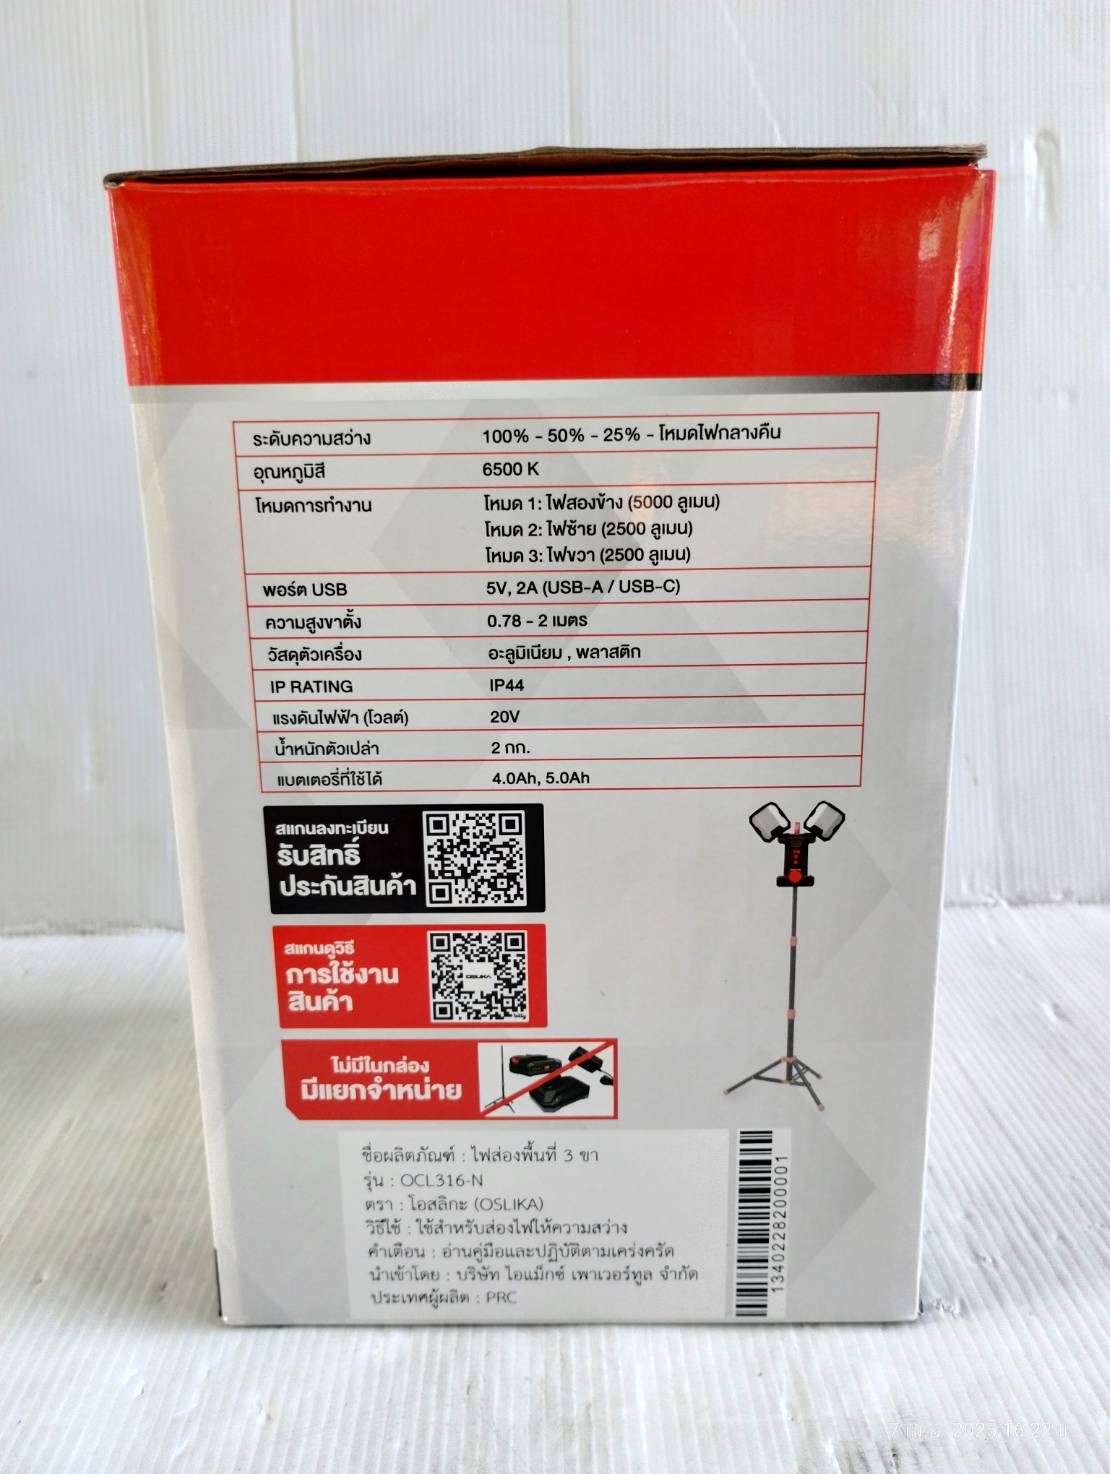 ระดับความสว่าง 100% - 50% - 25% - โหมดไฟกลางคืน
อุณหภูมิสี 6500 K
โหมดการทำงาน โหมด 1: ไฟสองข้าง (5000 ลูเมน)
โหมด 2: ไฟซ้าย (2500 ลูเมน)
โหมด 3: ไฟขวา (2500 ลูเมน)
พอร์ต USB 5V, 2A (USB-A / USB-C)
ความสูงขาตั้ง 0.78 - 2 เมตร
วัสดุตัวเครื่อง อะลูมิเนียม , พลาสติก
IP RATING IP44
แรงดันไฟฟ้า (โวลต์) 20V
น้ำหนักตัวเปล่า 2 กก.
แบตเตอรี่ที่ใช้ได้ 4.0Ah, 5.0Ah
สแกนลงทะเบียน
รับสิทธิ์
ประกันสินค้า
สแกนดูวิธี
การใช้งาน
สินค้า
OSLIKA
ไม่มีในกล่อง
มีแยกจำหน่าย
ชื่อผลิตภัณฑ์ : ไฟส่องพื้นที่ 3 ขา
รุ่น : OCL316-N
ตรา : โอสลิกะ (OSLIKA)
วิธีใช้ : ใช้สำหรับส่องไฟให้ความสว่าง
คำเตือน : อ่านคู่มือและปฏิบัติตามเคร่งครัด
นำเข้าโดย : บริษัท ไอแม็กซ์ เพาเวอร์ทูล จำกัด
ประเทศผู้ผลิต : PRC
1340228200001